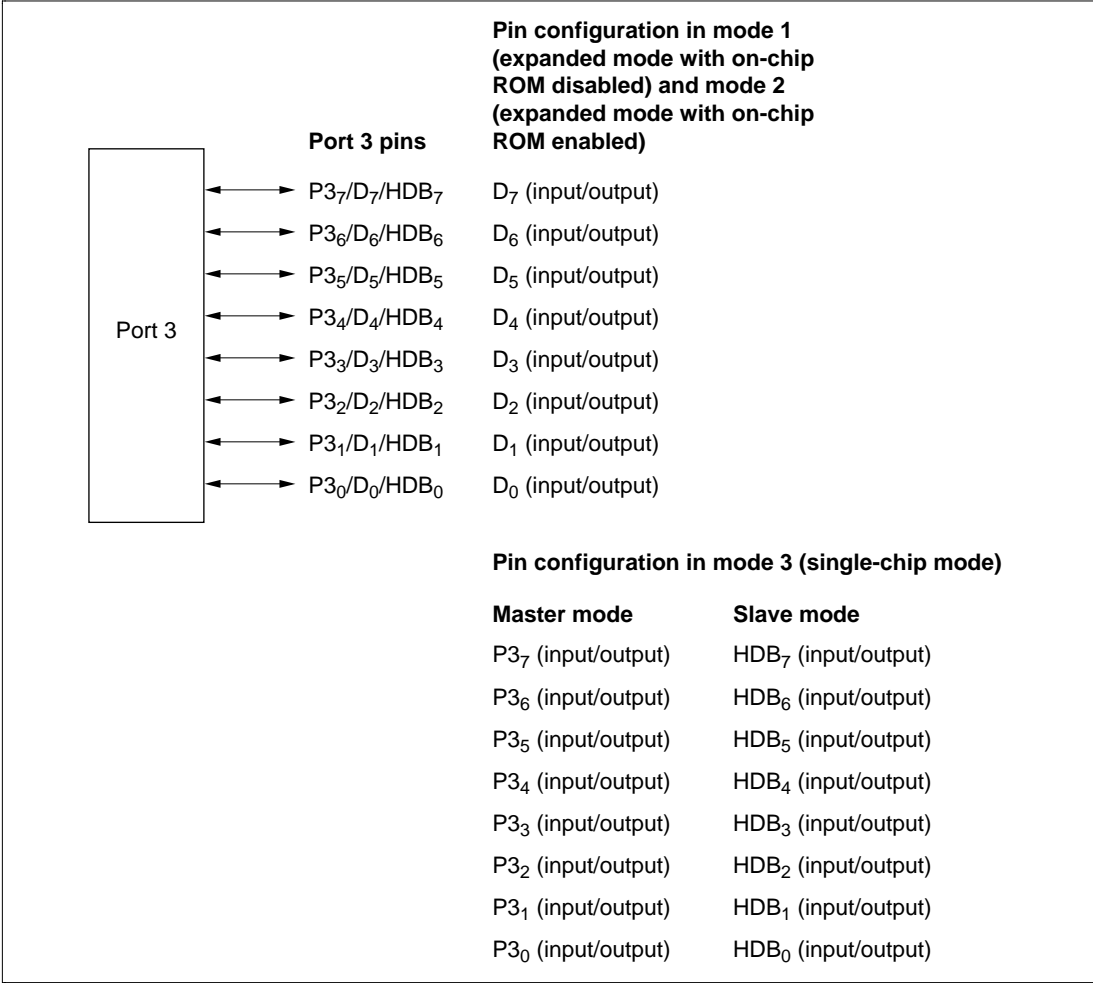 Pin configuration in mode 1
(expanded mode with on-chip
ROM disabled) and mode 2
(expanded mode with on-chip
Port 3 pins ROM enabled)
P3₇/D₇/HDB₇ D₇ (input/output)
P3₆/D₆/HDB₆ D₆ (input/output)
P3₅/D₅/HDB₅ D₅ (input/output)
Port 3 P3₄/D₄/HDB₄ D₄ (input/output)
P3₃/D₃/HDB₃ D₃ (input/output)
P3₂/D₂/HDB₂ D₂ (input/output)
P3₁/D₁/HDB₁ D₁ (input/output)
P3₀/D₀/HDB₀ D₀ (input/output)
Pin configuration in mode 3 (single-chip mode)
Master mode Slave mode
P3₇ (input/output) HDB₇ (input/output)
P3₆ (input/output) HDB₆ (input/output)
P3₅ (input/output) HDB₅ (input/output)
P3₄ (input/output) HDB₄ (input/output)
P3₃ (input/output) HDB₃ (input/output)
P3₂ (input/output) HDB₂ (input/output)
P3₁ (input/output) HDB₁ (input/output)
P3₀ (input/output) HDB₀ (input/output)